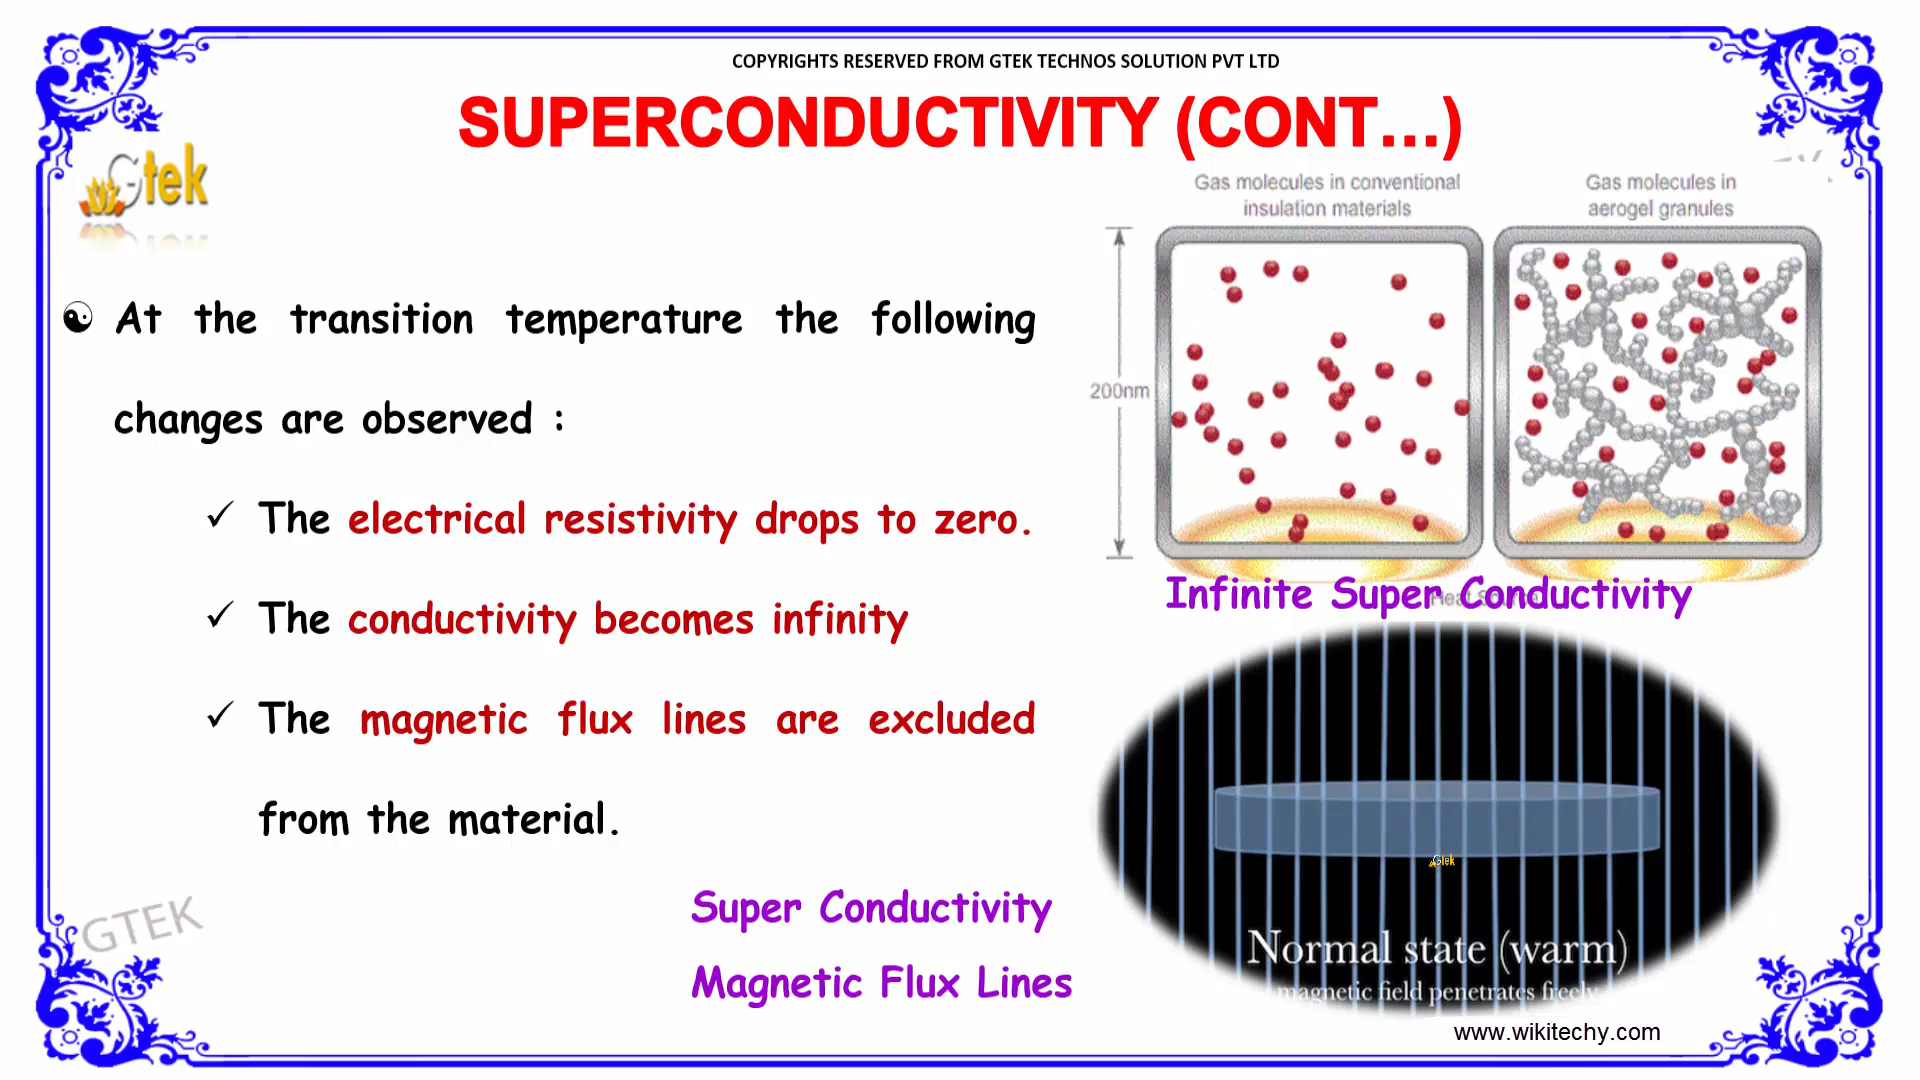 COPYRIGHTS RESERVED FROM GTEK TECHNOS SOLUTION PVT LTD
SUPERCONDUCTIVITY (CONT...)
Gtek
Gas molecules in conventional
insulation materials
Gas molecules in
aerogel granules
200nm
At the transition temperature the following
changes are observed :
✓ The electrical resistivity drops to zero.
✓ The conductivity becomes infinity
✓ The magnetic flux lines are excluded
from the material.
Infinite Super Conductivity
Gtek
Normal state (warm)
magnetic field penetrates freely
Super Conductivity
Magnetic Flux Lines
GTEK
www.wikitechy.com